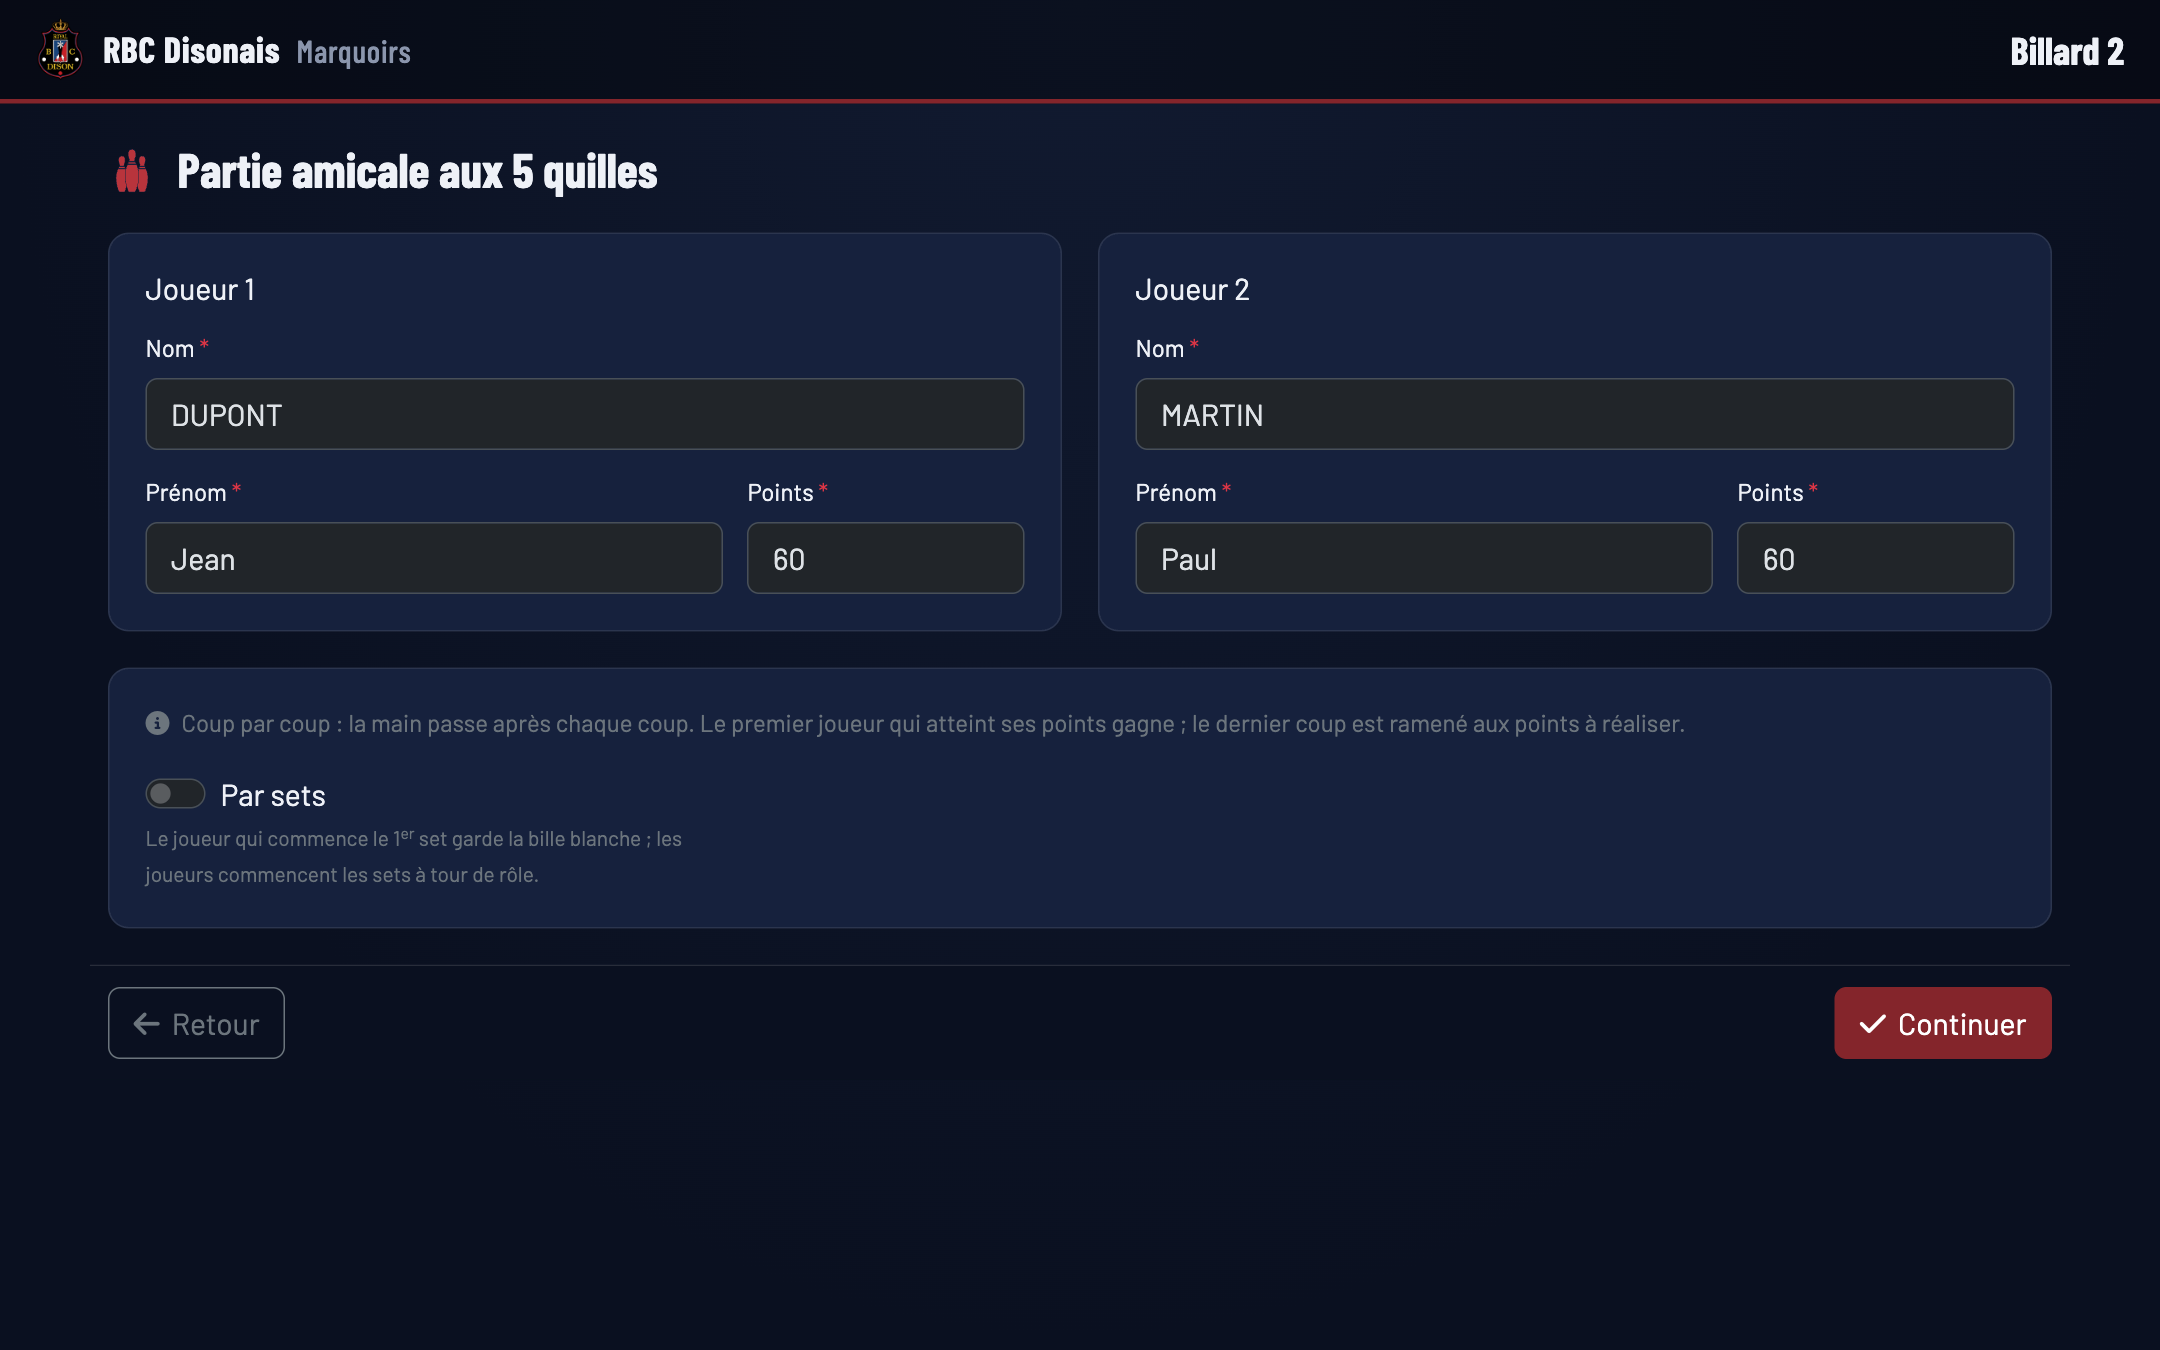 ROYAL
B C
DISON
RBC Disonais Marquoirs
Billard 2
Partie amicale aux 5 quilles
Joueur 1
Nom *
DUPONT
Prénom *
Points *
Jean
60
Joueur 2
Nom *
MARTIN
Prénom *
Points *
Paul
60
Coup par coup : la main passe après chaque coup. Le premier joueur qui atteint ses points gagne ; le dernier coup est ramené aux points à réaliser.
Par sets
Le joueur qui commence le 1er set garde la bille blanche ; les
joueurs commencent les sets à tour de rôle.
Retour
Continuer